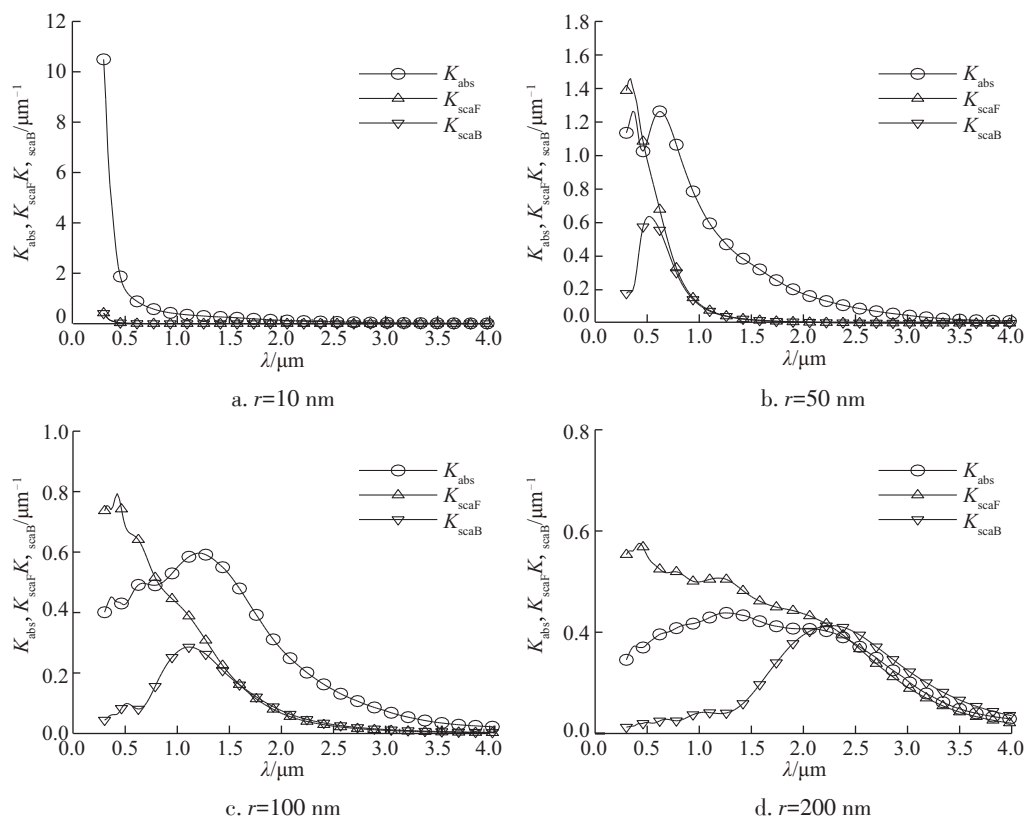 12
10
8
6
4
2
0
K_abs, K_scaF K, _scaB/μm⁻¹
K_abs
K_scaF
K_scaB
0.0 0.5 1.0 1.5 2.0 2.5 3.0 3.5 4.0
λ/μm
a. r=10 nm
1.8
1.6
1.4
1.2
1.0
0.8
0.6
0.4
0.2
0.0
K_abs, K_scaF K, _scaB/μm⁻¹
K_abs
K_scaF
K_scaB
0.0 0.5 1.0 1.5 2.0 2.5 3.0 3.5 4.0
λ/μm
b. r=50 nm
1.0
0.8
0.6
0.4
0.2
0.0
K_abs, K_scaF K, _scaB/μm⁻¹
K_abs
K_scaF
K_scaB
0.0 0.5 1.0 1.5 2.0 2.5 3.0 3.5 4.0
λ/μm
c. r=100 nm
0.8
0.6
0.4
0.0
K_abs, K_scaF K, _scaB/μm⁻¹
K_abs
K_scaF
K_scaB
0.0 0.5 1.0 1.5 2.0 2.5 3.0 3.5 4.0
λ/μm
d. r=200 nm